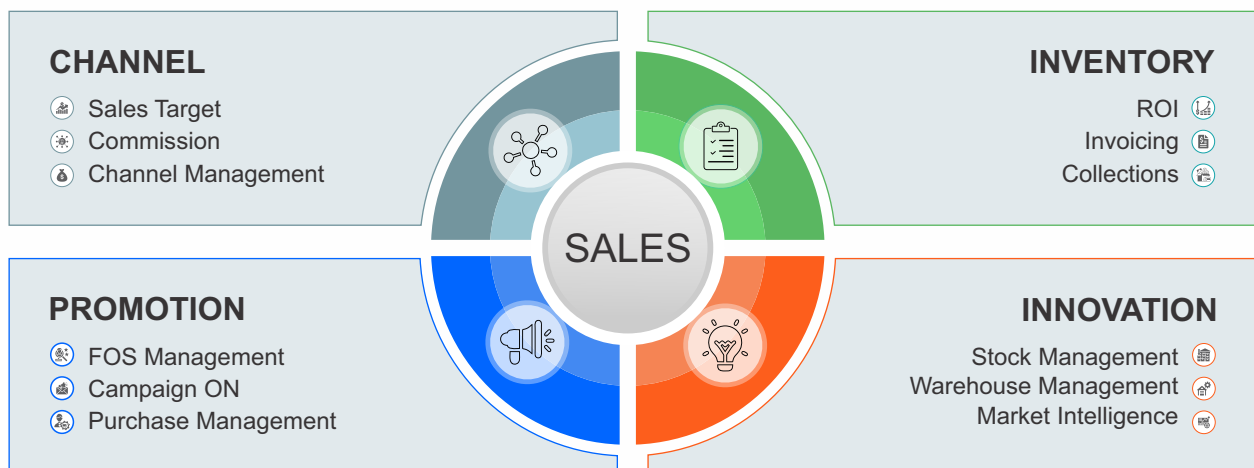 CHANNEL
Sales Target
Commission
Channel Management
INVENTORY
ROI
Invoicing
Collections
SALES
PROMOTION
FOS Management
Campaign ON
Purchase Management
INNOVATION
Stock Management
Warehouse Management
Market Intelligence